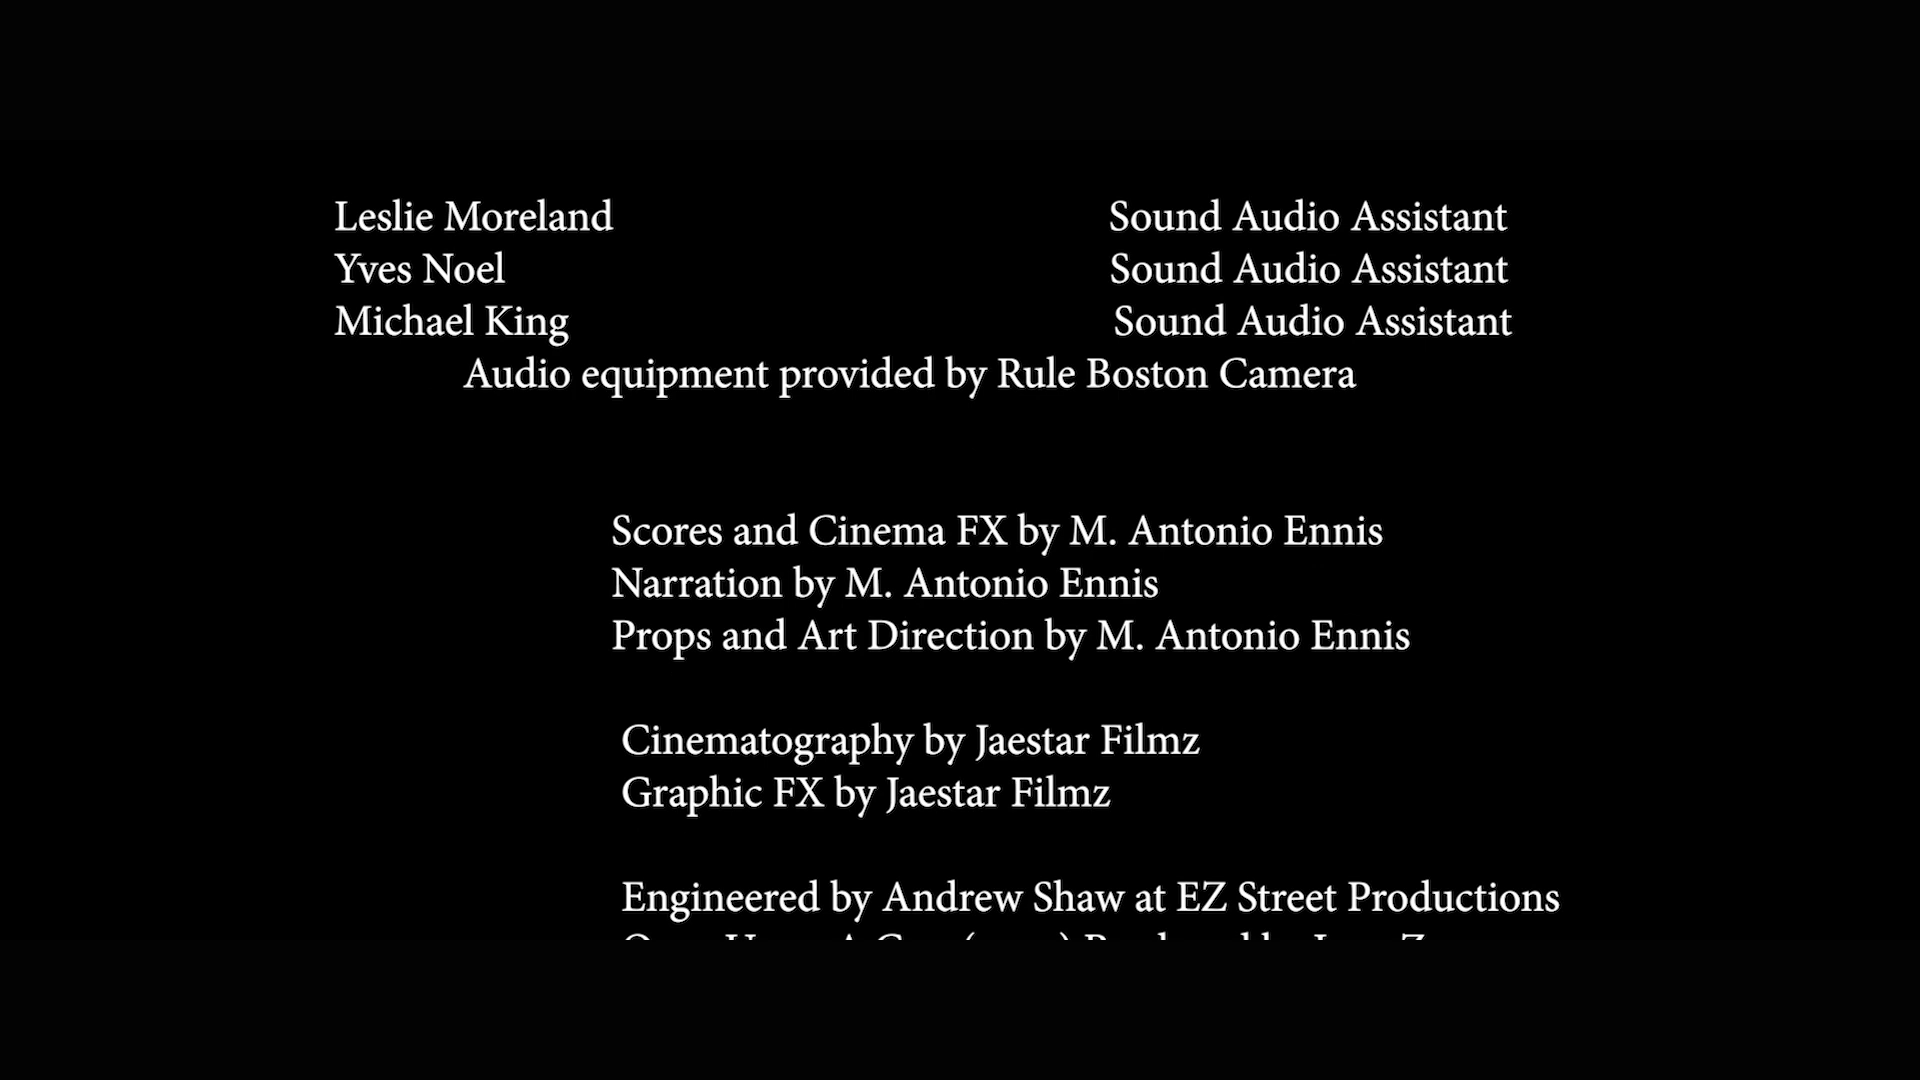 Leslie Moreland Sound Audio Assistant
Yves Noel Sound Audio Assistant
Michael King Sound Audio Assistant
Audio equipment provided by Rule Boston Camera
Scores and Cinema FX by M. Antonio Ennis
Narration by M. Antonio Ennis
Props and Art Direction by M. Antonio Ennis
Cinematography by Jaestar Filmz
Graphic FX by Jaestar Filmz
Engineered by Andrew Shaw at EZ Street Productions